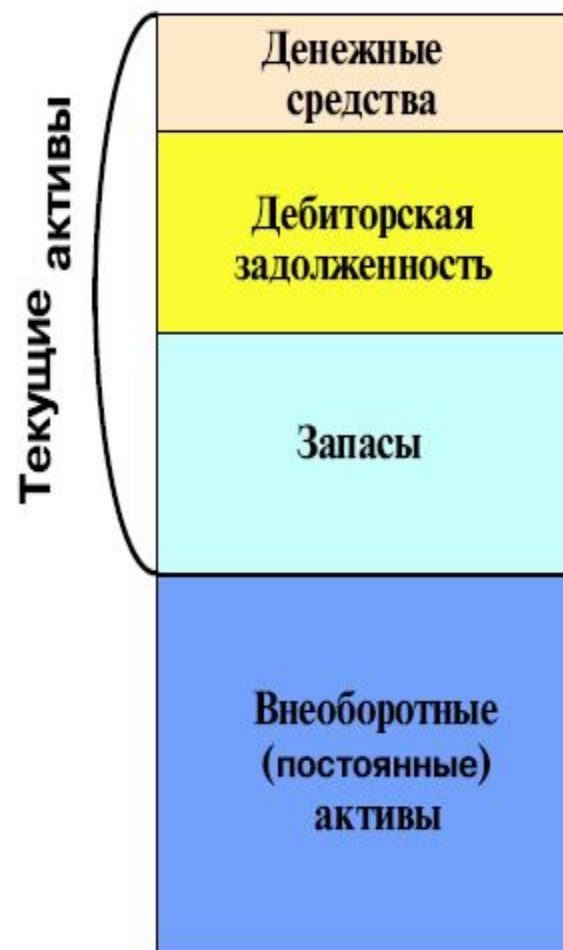 Текущие активы
Денежные
средства
Дебиторская
задолженность
Запасы
Внеоборотные
(постоянные)
активы